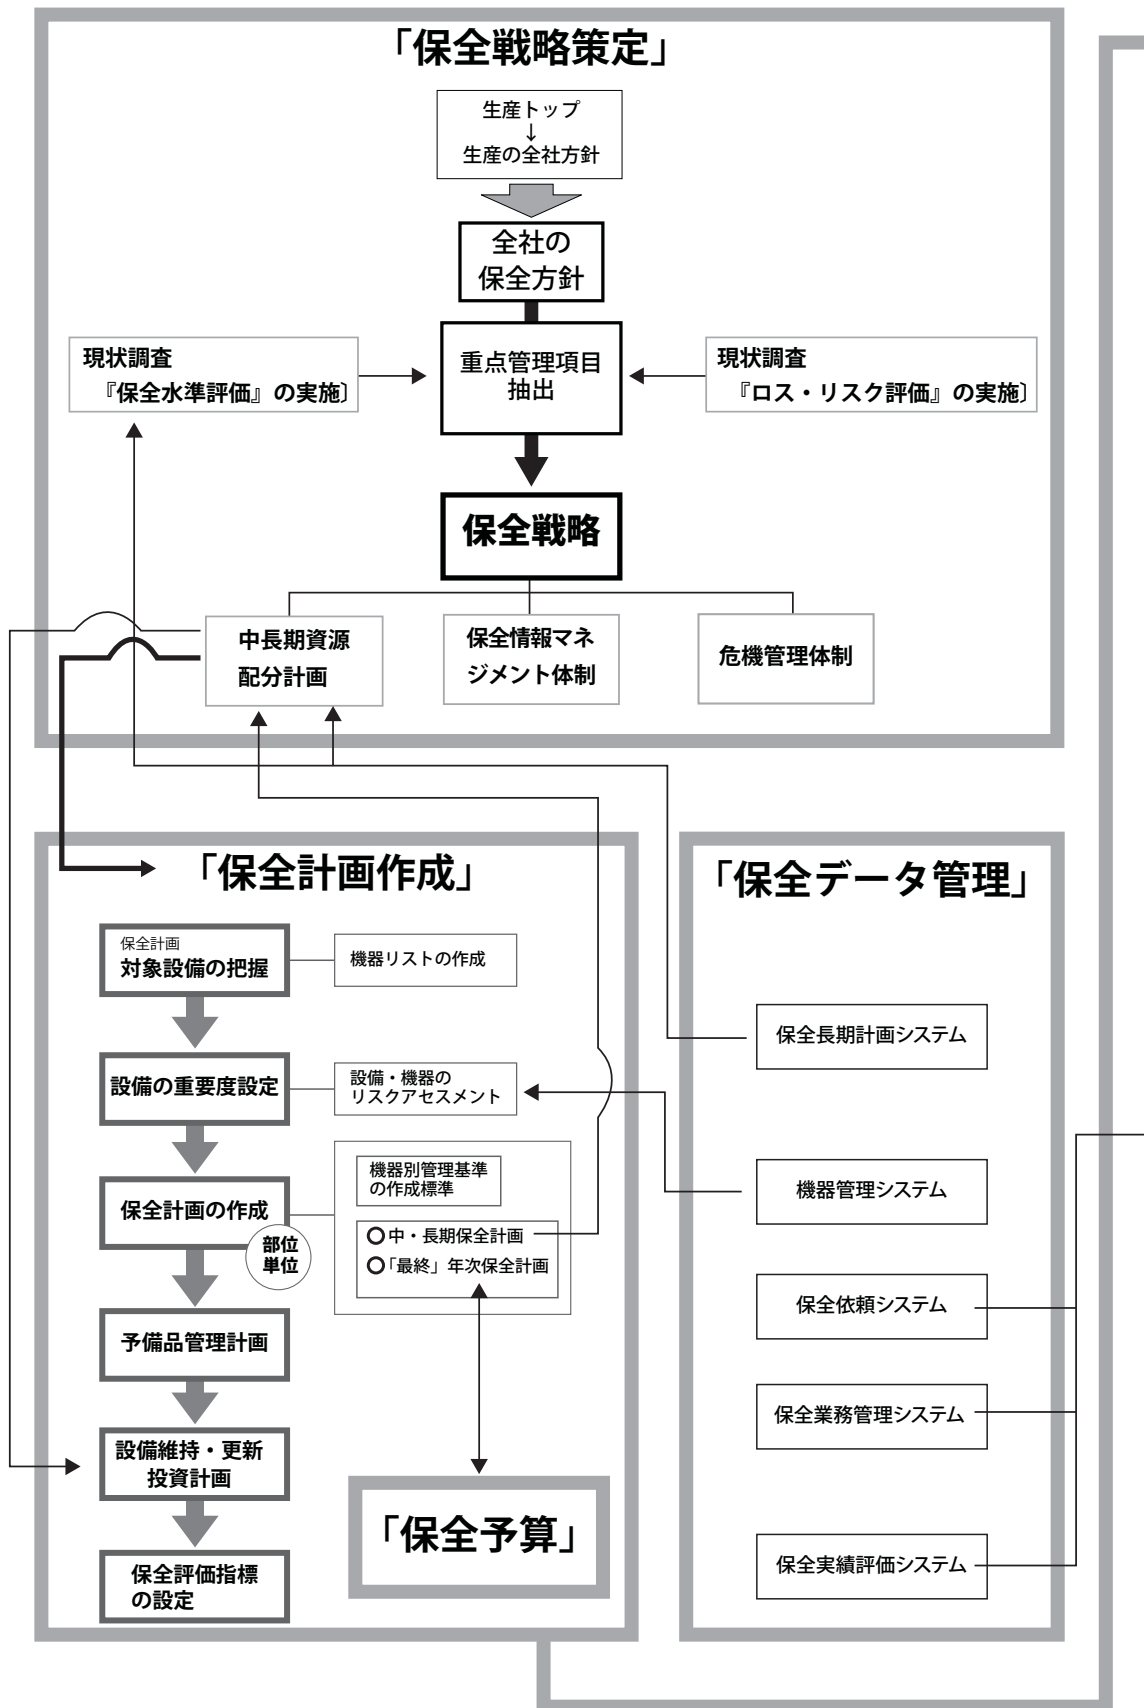 「保全戦略策定」
生産トップ
↓
生産の全社方針
全社の
保全方針
現状調査
『保全水準評価』の実施〕
重点管理項目
抽出
現状調査
『ロス・リスク評価』の実施〕
保全戦略
中長期資源
配分計画
保全情報マネ
ジメント体制
危機管理体制
「保全計画作成」
保全計画
対象設備の把握
機器リストの作成
設備の重要度設定
設備・機器の
リスクアセスメント
保全計画の作成
部位
単位
機器別管理基準
の作成標準
○中・長期保全計画
○「最終」年次保全計画
予備品管理計画
設備維持・更新
投資計画
保全評価指標
の設定
「保全予算」
「保全データ管理」
保全長期計画システム
機器管理システム
保全依頼システム
保全業務管理システム
保全実績評価システム